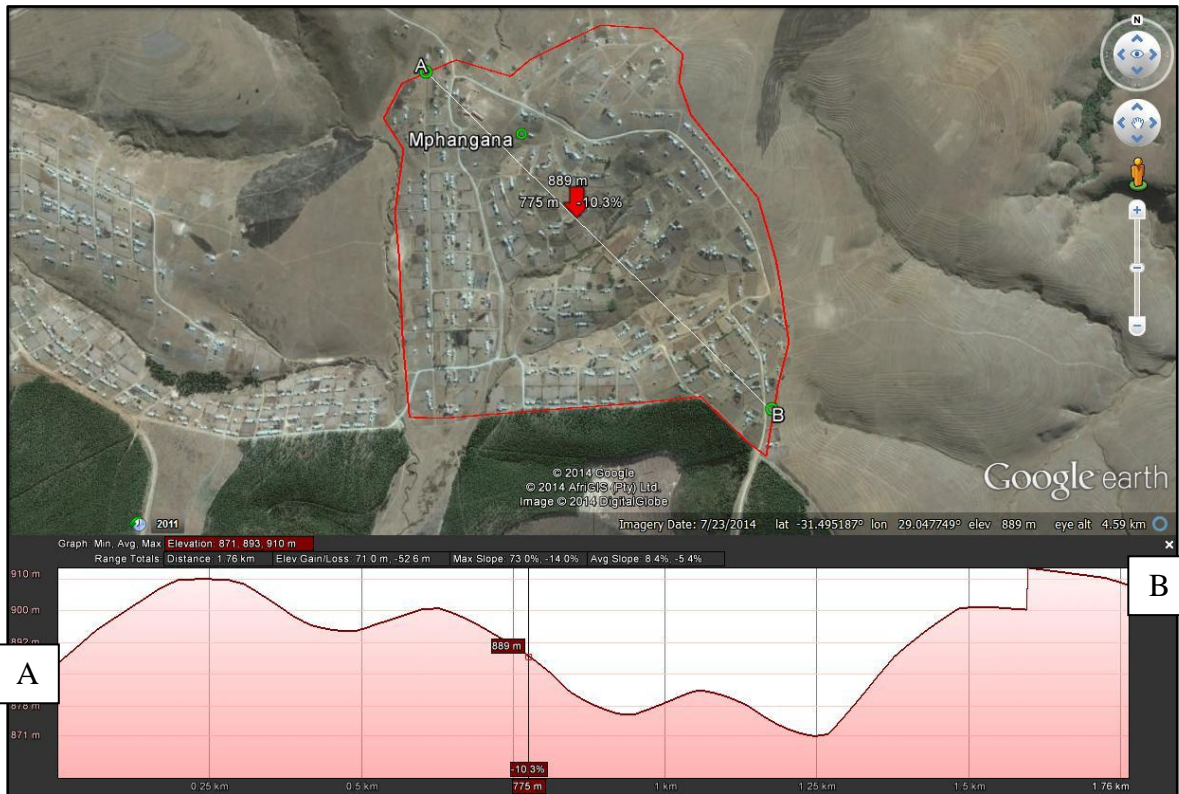 N
A
Mphangana
889 m
775 m -10.3%
B
© 2014 Google
© 2014 AfriGIS (Pty) Ltd.
Image © 2014 DigitalGlobe
Google earth
2011
Imagery Date: 7/23/2014 lat -31.495187° lon 29.047749° elev 889 m eye alt 4.59 km
Graph: Min, Avg, Max Elevation: 871, 893, 910 m
Range Totals: Distance: 1.76 km Elev Gain/Loss: 71.0 m, -52.6 m Max Slope: 73.0%, -14.0% Avg Slope: 8.4%, -5.4%
910 m
B
900 m
892 m
889 m
A
878 m
871 m
-10.3%
0.25 km 0.5 km 775 m 1 km 1.25 km 1.5 km 1.76 km